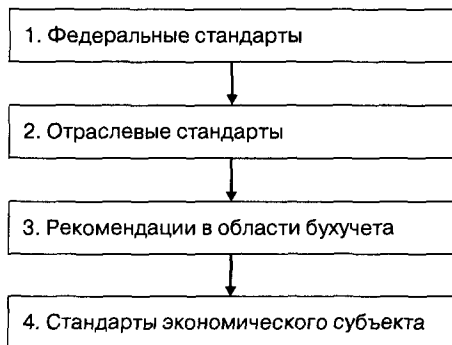 1. Федеральные стандарты
2. Отраслевые стандарты
3. Рекомендации в области бухучета
4. Стандарты экономического субъекта